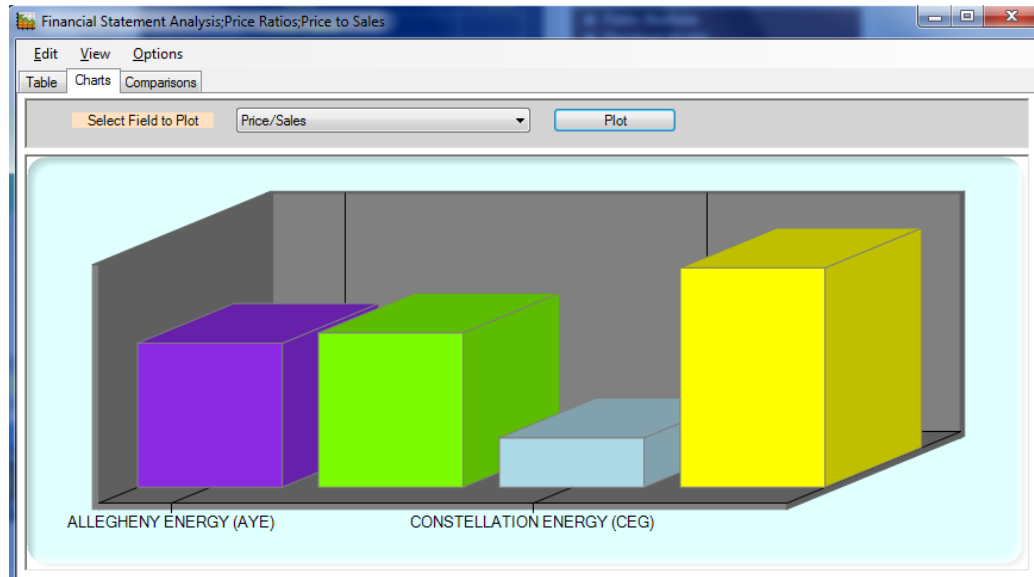 Financial Statement Analysis;Price Ratios;Price to Sales
Edit View Options
Table Charts Comparisons
Select Field to Plot Price/Sales Plot
ALLEGHENY ENERGY (AYE) CONSTELLATION ENERGY (CEG)